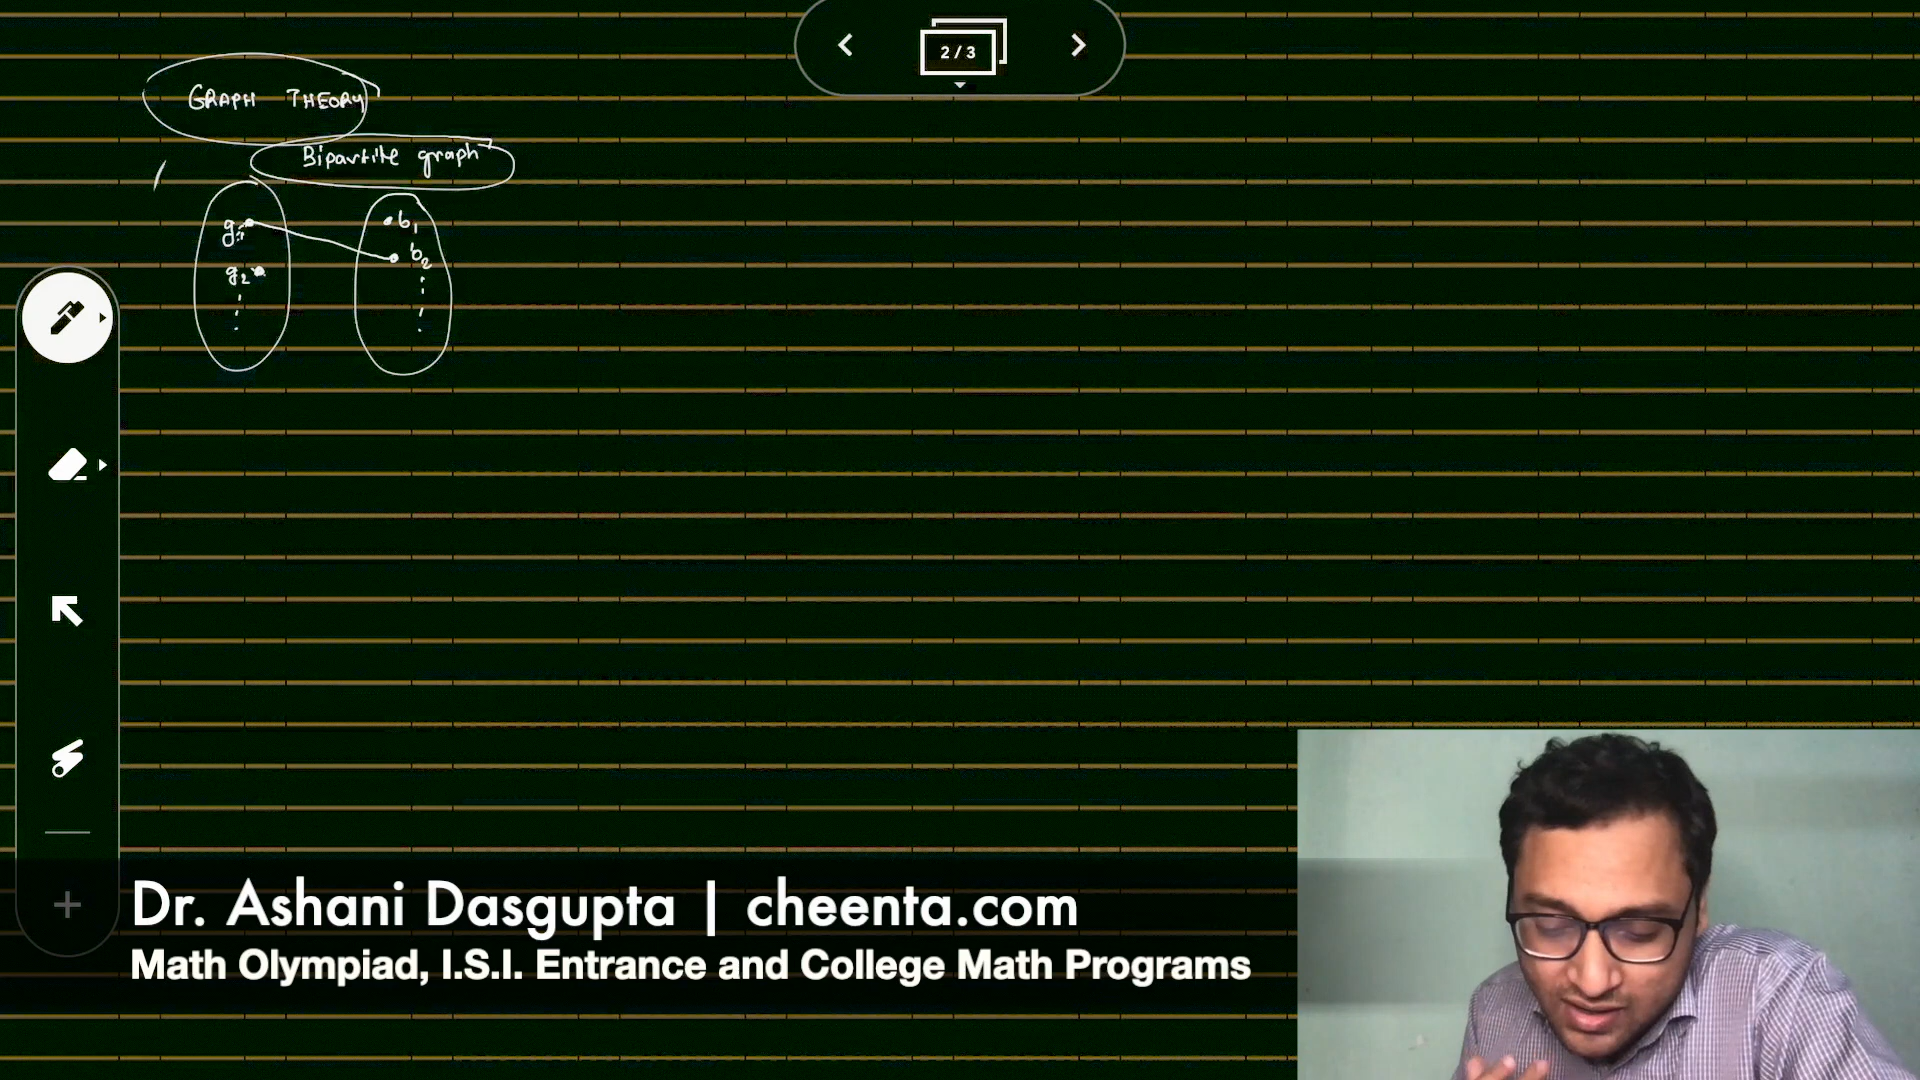 2 / 3
GRAPH THEORY
Bipartite graph
g1 b1
b2
g2
Dr. Ashani Dasgupta | cheenta.com
Math Olympiad, I.S.I. Entrance and College Math Programs